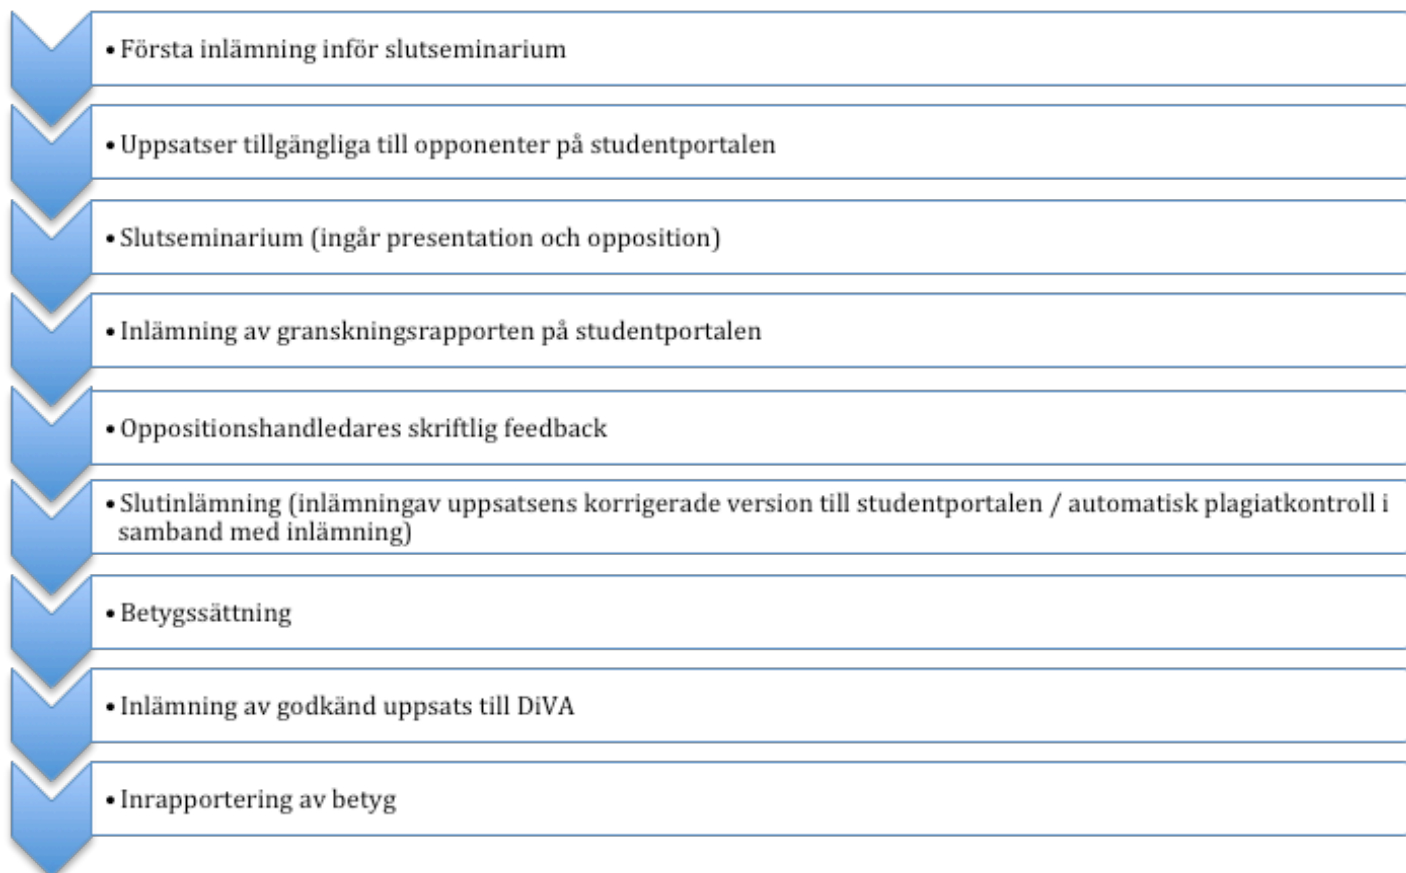 • Första inlämning inför slutseminarium
• Uppsatser tillgängliga till opponenter på studentportalen
• Slutseminarium (ingår presentation och opposition)
• Inlämning av granskningsrapporten på studentportalen
• Oppositionshandledares skriftlig feedback
• Slutinlämning (inlämningav uppsatsens korrigerade version till studentportalen / automatisk plagiatkontroll i
samband med inlämning)
• Betygssättning
• Inlämning av godkänd uppsats till DiVA
• Inrapportering av betyg